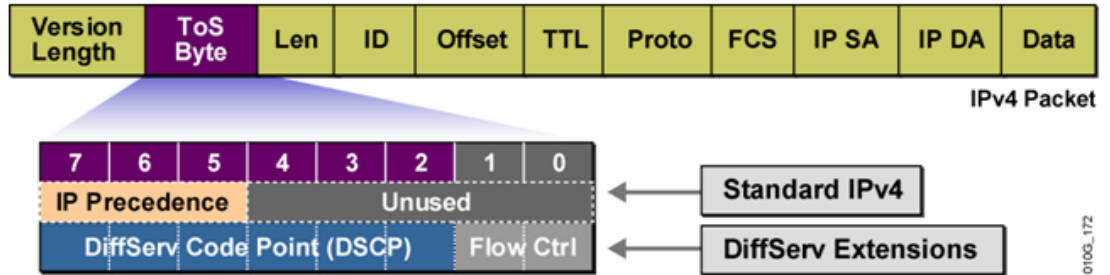 Version Length
ToS Byte
Len
ID
Offset
TTL
Proto
FCS
IP SA
IP DA
Data
IPv4 Packet
7 6 5 4 3 2 1 0
IP Precedence Unused
Standard IPv4
DiffServ Code Point (DSCP) Flow Ctrl
DiffServ Extensions
010G_172